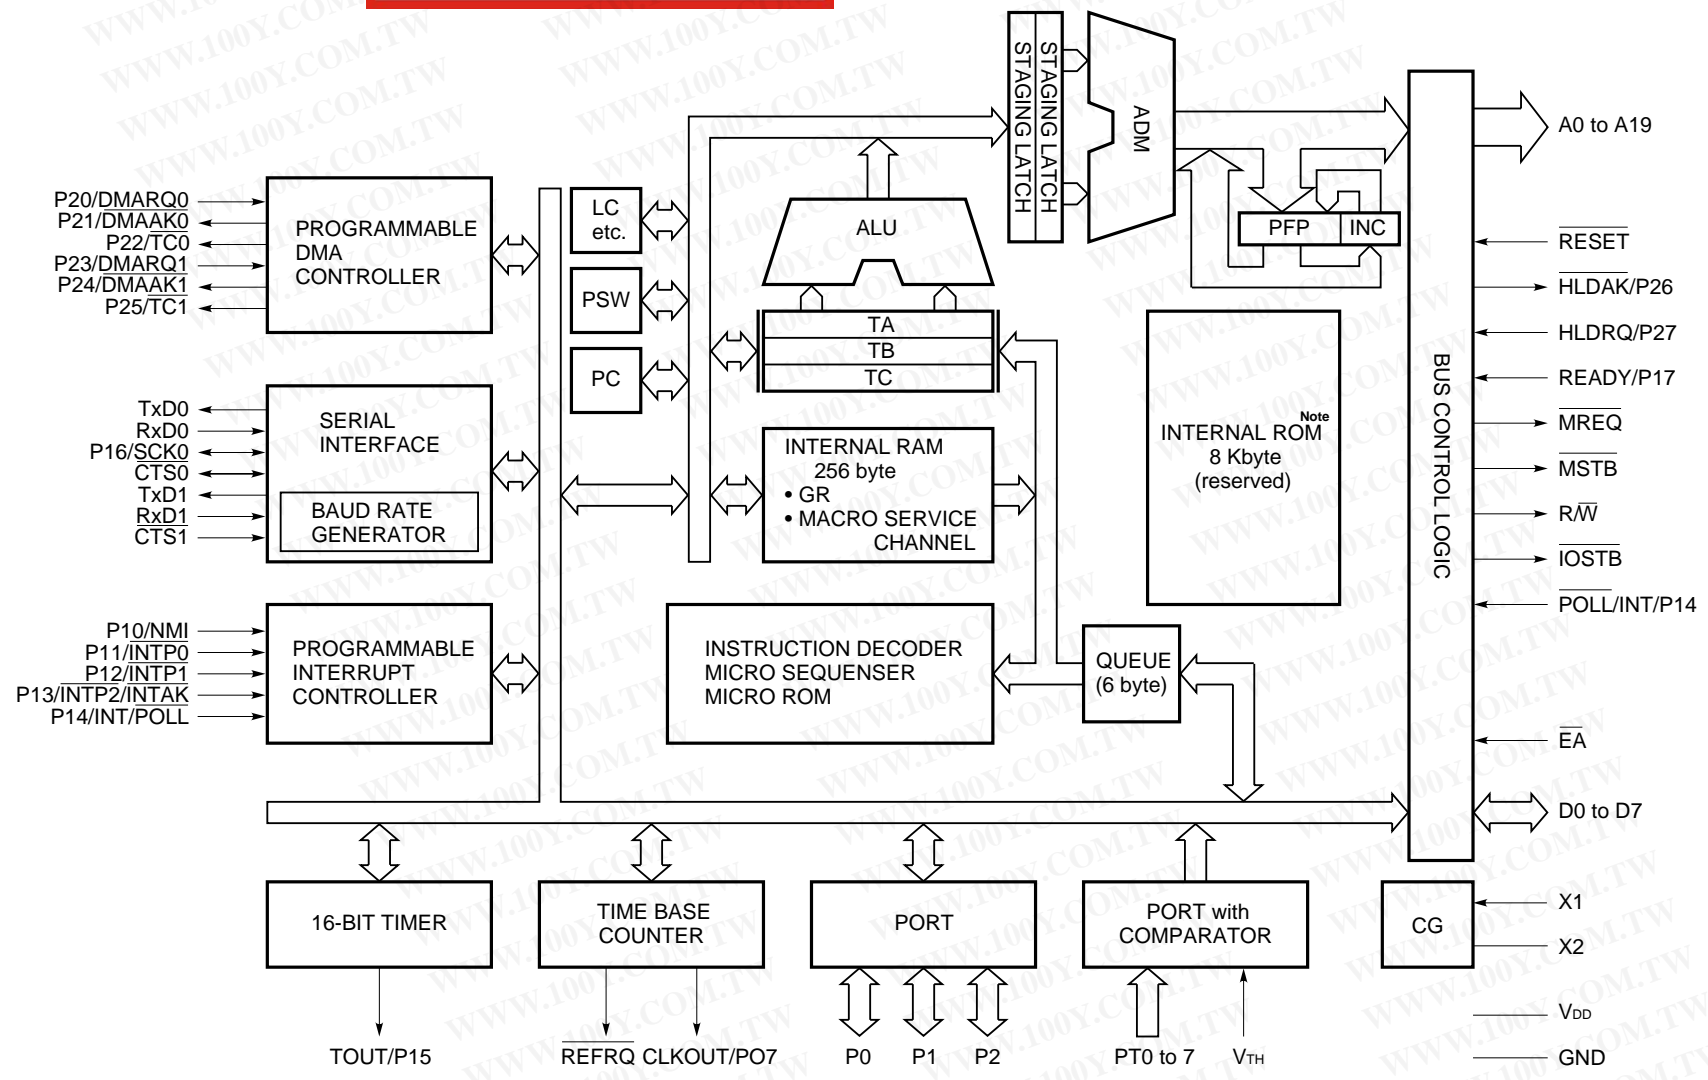 STAGING LATCH
STAGING LATCH
ADM
A0 to A19
P20/DMARQ0
P21/DMAAK0
P22/TC0
P23/DMARQ1
P24/DMAAK1
P25/TC1
PROGRAMMABLE
DMA
CONTROLLER
LC
etc.
PSW
PC
ALU
TA
TB
TC
PFP
INC
RESET
HLDAK/P26
HLDRQ/P27
READY/P17
MREQ
MSTB
R/W
IOSTB
POLL/INT/P14
EA
D0 to D7
BUS CONTROL LOGIC
TxD0
RxD0
P16/SCK0
CTS0
TxD1
RxD1
CTS1
SERIAL
INTERFACE
BAUD RATE
GENERATOR
INTERNAL RAM
256 byte
• GR
• MACRO SERVICE
CHANNEL
INTERNAL ROM Note
8 Kbyte
(reserved)
P10/NMI
P11/INTP0
P12/INTP1
P13/INTP2/INTAK
P14/INT/POLL
PROGRAMMABLE
INTERRUPT
CONTROLLER
INSTRUCTION DECODER
MICRO SEQUENSER
MICRO ROM
QUEUE
(6 byte)
16-BIT TIMER
TIME BASE
COUNTER
PORT
PORT with
COMPARATOR
CG
X1
X2
VDD
GND
TOUT/P15
REFRQ
CLKOUT/PO7
P0
P1
P2
PT0 to 7
VTH
WWW.100Y.COM.TW